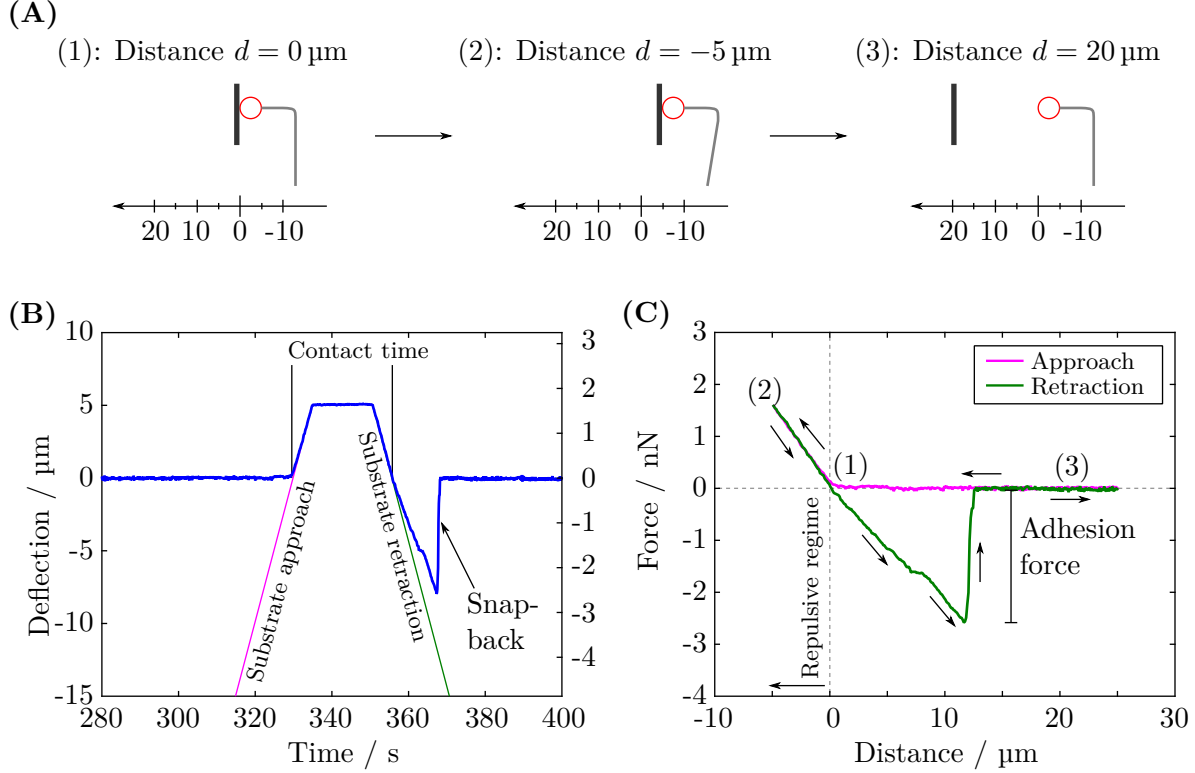 (A)
(1): Distance d = 0 µm
(2): Distance d = −5 µm
(3): Distance d = 20 µm
20 10 0 -10
20 10 0 -10
20 10 0 -10
(B)
10
5
0
-5
-10
-15
Deflection / µm
280 300 320 340 360 380 400
Time / s
3
2
1
0
-1
-2
-3
-4
Contact time
Substrate approach
Substrate retraction
Snap-
back
(C)
3
2
1
0
-1
-2
-3
-4
Force / nN
-10 0 10 20 30
Distance / µm
Approach
Retraction
(2)
(1)
(3)
Adhesion
force
Repulsive regime